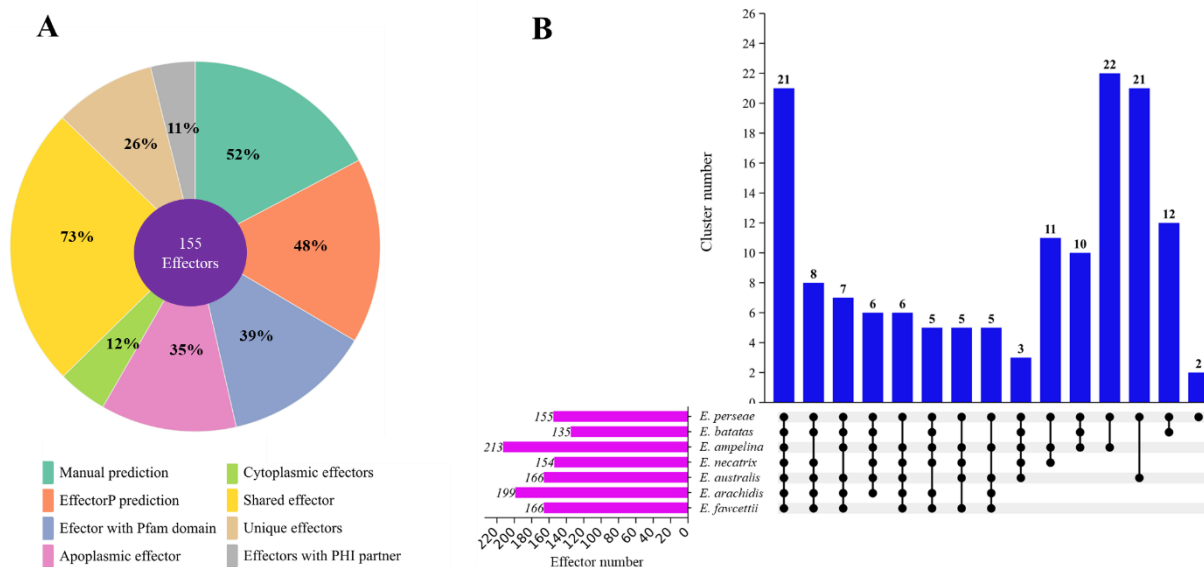 A
52%
48%
39%
35%
12%
73%
26%
11%
155
Effectors
Manual prediction
EffectorP prediction
Efector with Pfam domain
Apoplasmic effector
Cytoplasmic effectors
Shared effector
Unique effectors
Effectors with PHI partner
B
Cluster number
26
24
22
20
18
16
14
12
10
8
6
4
2
0
21
8
7
6
6
5
5
5
3
11
10
22
21
12
2
155
135
213
154
166
199
166
E. perseae
E. batatas
E. ampelina
E. necatrix
E. australis
E. arachidis
E. fawcettii
220
200
180
160
140
120
100
80
60
40
20
0
Effector number